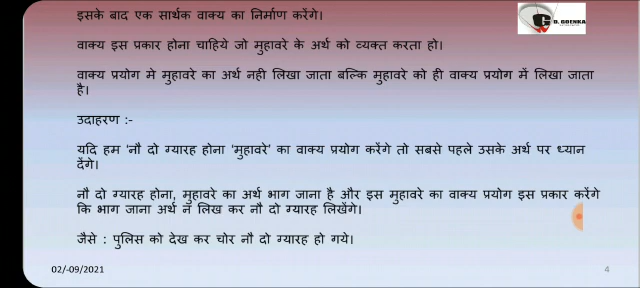 इसके बाद एक सार्थक वाक्य का निर्माण करेंगे।
वाक्य इस प्रकार होना चाहिये जो मुहावरे के अर्थ को व्यक्त करता हो।
वाक्य प्रयोग मे मुहावरे का अर्थ नही लिखा जाता बल्कि मुहावरे को ही वाक्य प्रयोग में लिखा जाता
है।
उदाहरण :-
यदि हम 'नौ दो ग्यारह होना 'मुहावरे' का वाक्य प्रयोग करेंगे तो सबसे पहले उसके अर्थ पर ध्यान
देंगे।
नौ दो ग्यारह होना, मुहावरे का अर्थ भाग जाना है और इस मुहावरे का वाक्य प्रयोग इस प्रकार करेंगे
कि भाग जाना अर्थ न लिख कर नौ दो ग्यारह लिखेंगे।
जैसे : पुलिस को देख कर चोर नौ दो ग्यारह हो गये।
02/-09/2021
4